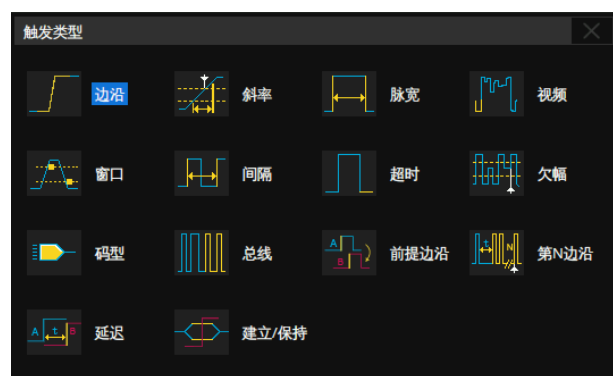 触发类型
边沿 斜率 脉宽 视频
窗口 间隔 超时 欠幅
码型 总线 A B 前提边沿 t N 第N边沿
A t B 延迟 建立/保持